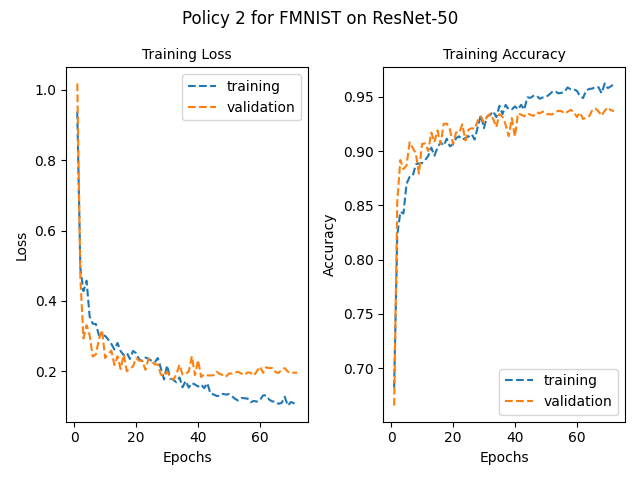 Policy 2 for FMNIST on ResNet-50
Training Loss
training
validation
1.0
0.8
0.6
0.4
0.2
Loss
0
20
40
60
Epochs
Training Accuracy
0.95
0.90
0.85
0.80
0.75
0.70
Accuracy
training
validation
0
20
40
60
Epochs